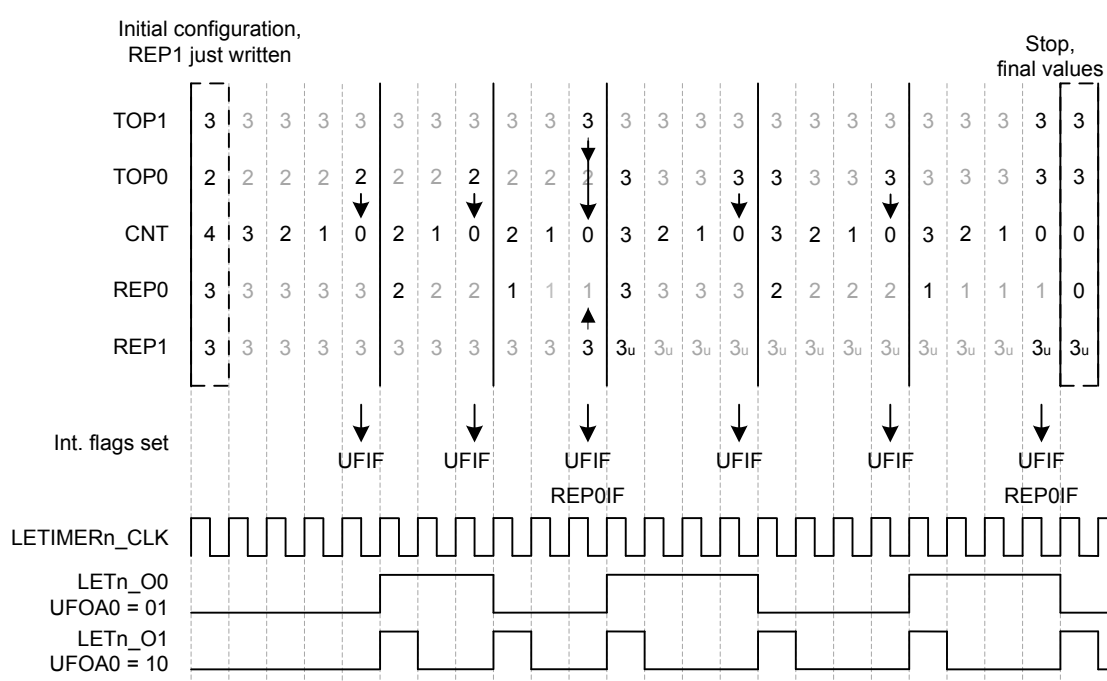 Initial configuration,
REP1 just written
Stop,
final values
TOP1 3 3 3 3 3 3 3 3 3 3 3 3 3 3 3 3 3 3 3 3 3 3 3 3
TOP0 2 2 2 2 2 2 2 2 2 2 2 3 3 3 3 3 3 3 3 3 3 3 3 3
CNT 4 3 2 1 0 2 1 0 2 1 0 3 2 1 0 3 2 1 0 3 2 1 0 0
REP0 3 3 3 3 3 2 2 2 1 1 1 3 3 3 3 2 2 2 2 1 1 1 1 0
REP1 3 3 3 3 3 3 3 3 3 3 3 3u 3u 3u 3u 3u 3u 3u 3u 3u 3u 3u 3u 3u
Int. flags set
UFIF UFIF UFIF UFIF UFIF UFIF
REP0IF REP0IF
LETIMERn_CLK
LETn_O0
UFOA0 = 01
LETn_O1
UFOA0 = 10